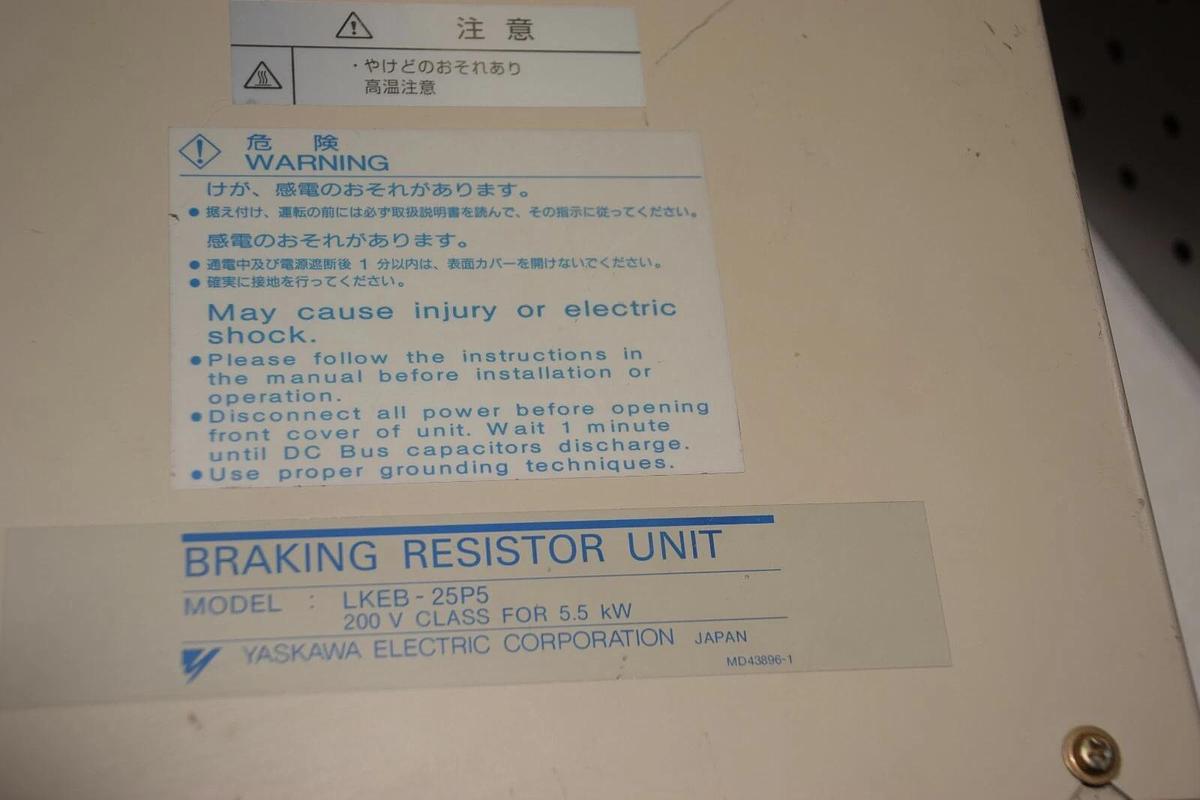 注 意
・やけどのおそれあり
高温注意
危 険
WARNING
けが、感電のおそれがあります。
● 据え付け、運転の前には必ず取扱説明書を読んで、その指示に従ってください。
感電のおそれがあります。
● 通電中及び電源遮断後 1 分以内は、表面カバーを開けないでください。
● 確実に接地を行ってください。
May cause injury or electric
shock.
● Please follow the instructions in
the manual before installation or
operation.
● Disconnect all power before opening
front cover of unit. Wait 1 minute
until DC Bus capacitors discharge.
● Use proper grounding techniques.
BRAKING RESISTOR UNIT
MODEL : LKEB-25P5
200 V CLASS FOR 5.5 kW
YASKAWA ELECTRIC CORPORATION JAPAN
MD43896-1